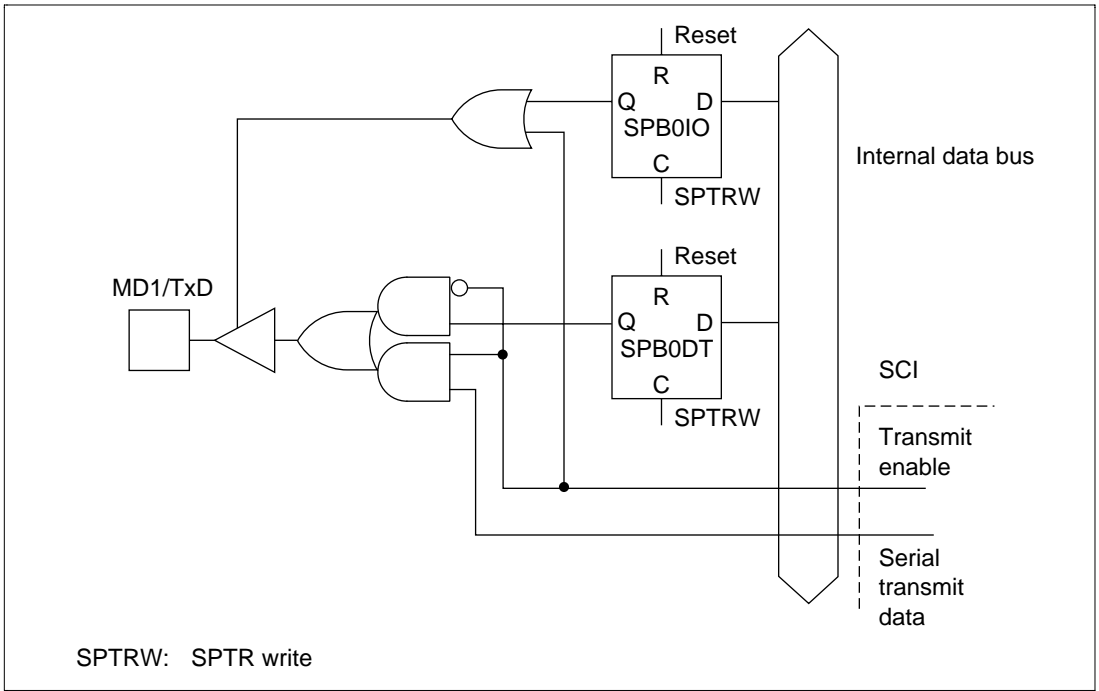 Reset
R
Q D
SPB0IO
C
SPTRW
Internal data bus
Reset
R
Q D
SPB0DT
C
SPTRW
MD1/TxD
SCI
Transmit
enable
Serial
transmit
data
SPTRW: SPTR write